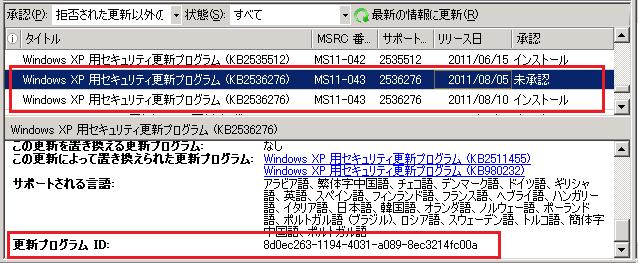 承認(P): 拒否された更新以外の 状態(S): すべて 最新の情報に更新(R)
タイトル MSRC 番... サポート... リリース日 承認
Windows XP 用セキュリティ更新プログラム (KB2535512) MS11-042 2535512 2011/06/15 インストール
Windows XP 用セキュリティ更新プログラム (KB2536276) MS11-043 2536276 2011/08/05 未承認
Windows XP 用セキュリティ更新プログラム (KB2536276) MS11-043 2536276 2011/08/10 インストール
Windows XP 用セキュリティ更新プログラム (KB2536276)
この更新を置き換える更新プログラム: なし
この更新によって置き換えられた更新プログラム: Windows XP 用セキュリティ更新プログラム (KB2511455)
Windows XP 用セキュリティ更新プログラム (KB980232)
サポートされる言語: アラビア語、繁体字中国語、チェコ語、デンマーク語、ドイツ語、ギリシャ
語、英語、スペイン語、フィンランド語、フランス語、ヘブライ語、ハンガリー
語、イタリア語、日本語、韓国語、オランダ語、ノルウェー語、ポーランド
語、ポルトガル語 (ブラジル)、ロシア語、スウェーデン語、トルコ語、簡体字
中国語、ポルトガル語
更新プログラム ID: 8d0ec263-1194-4031-a089-8ec3214fc00a